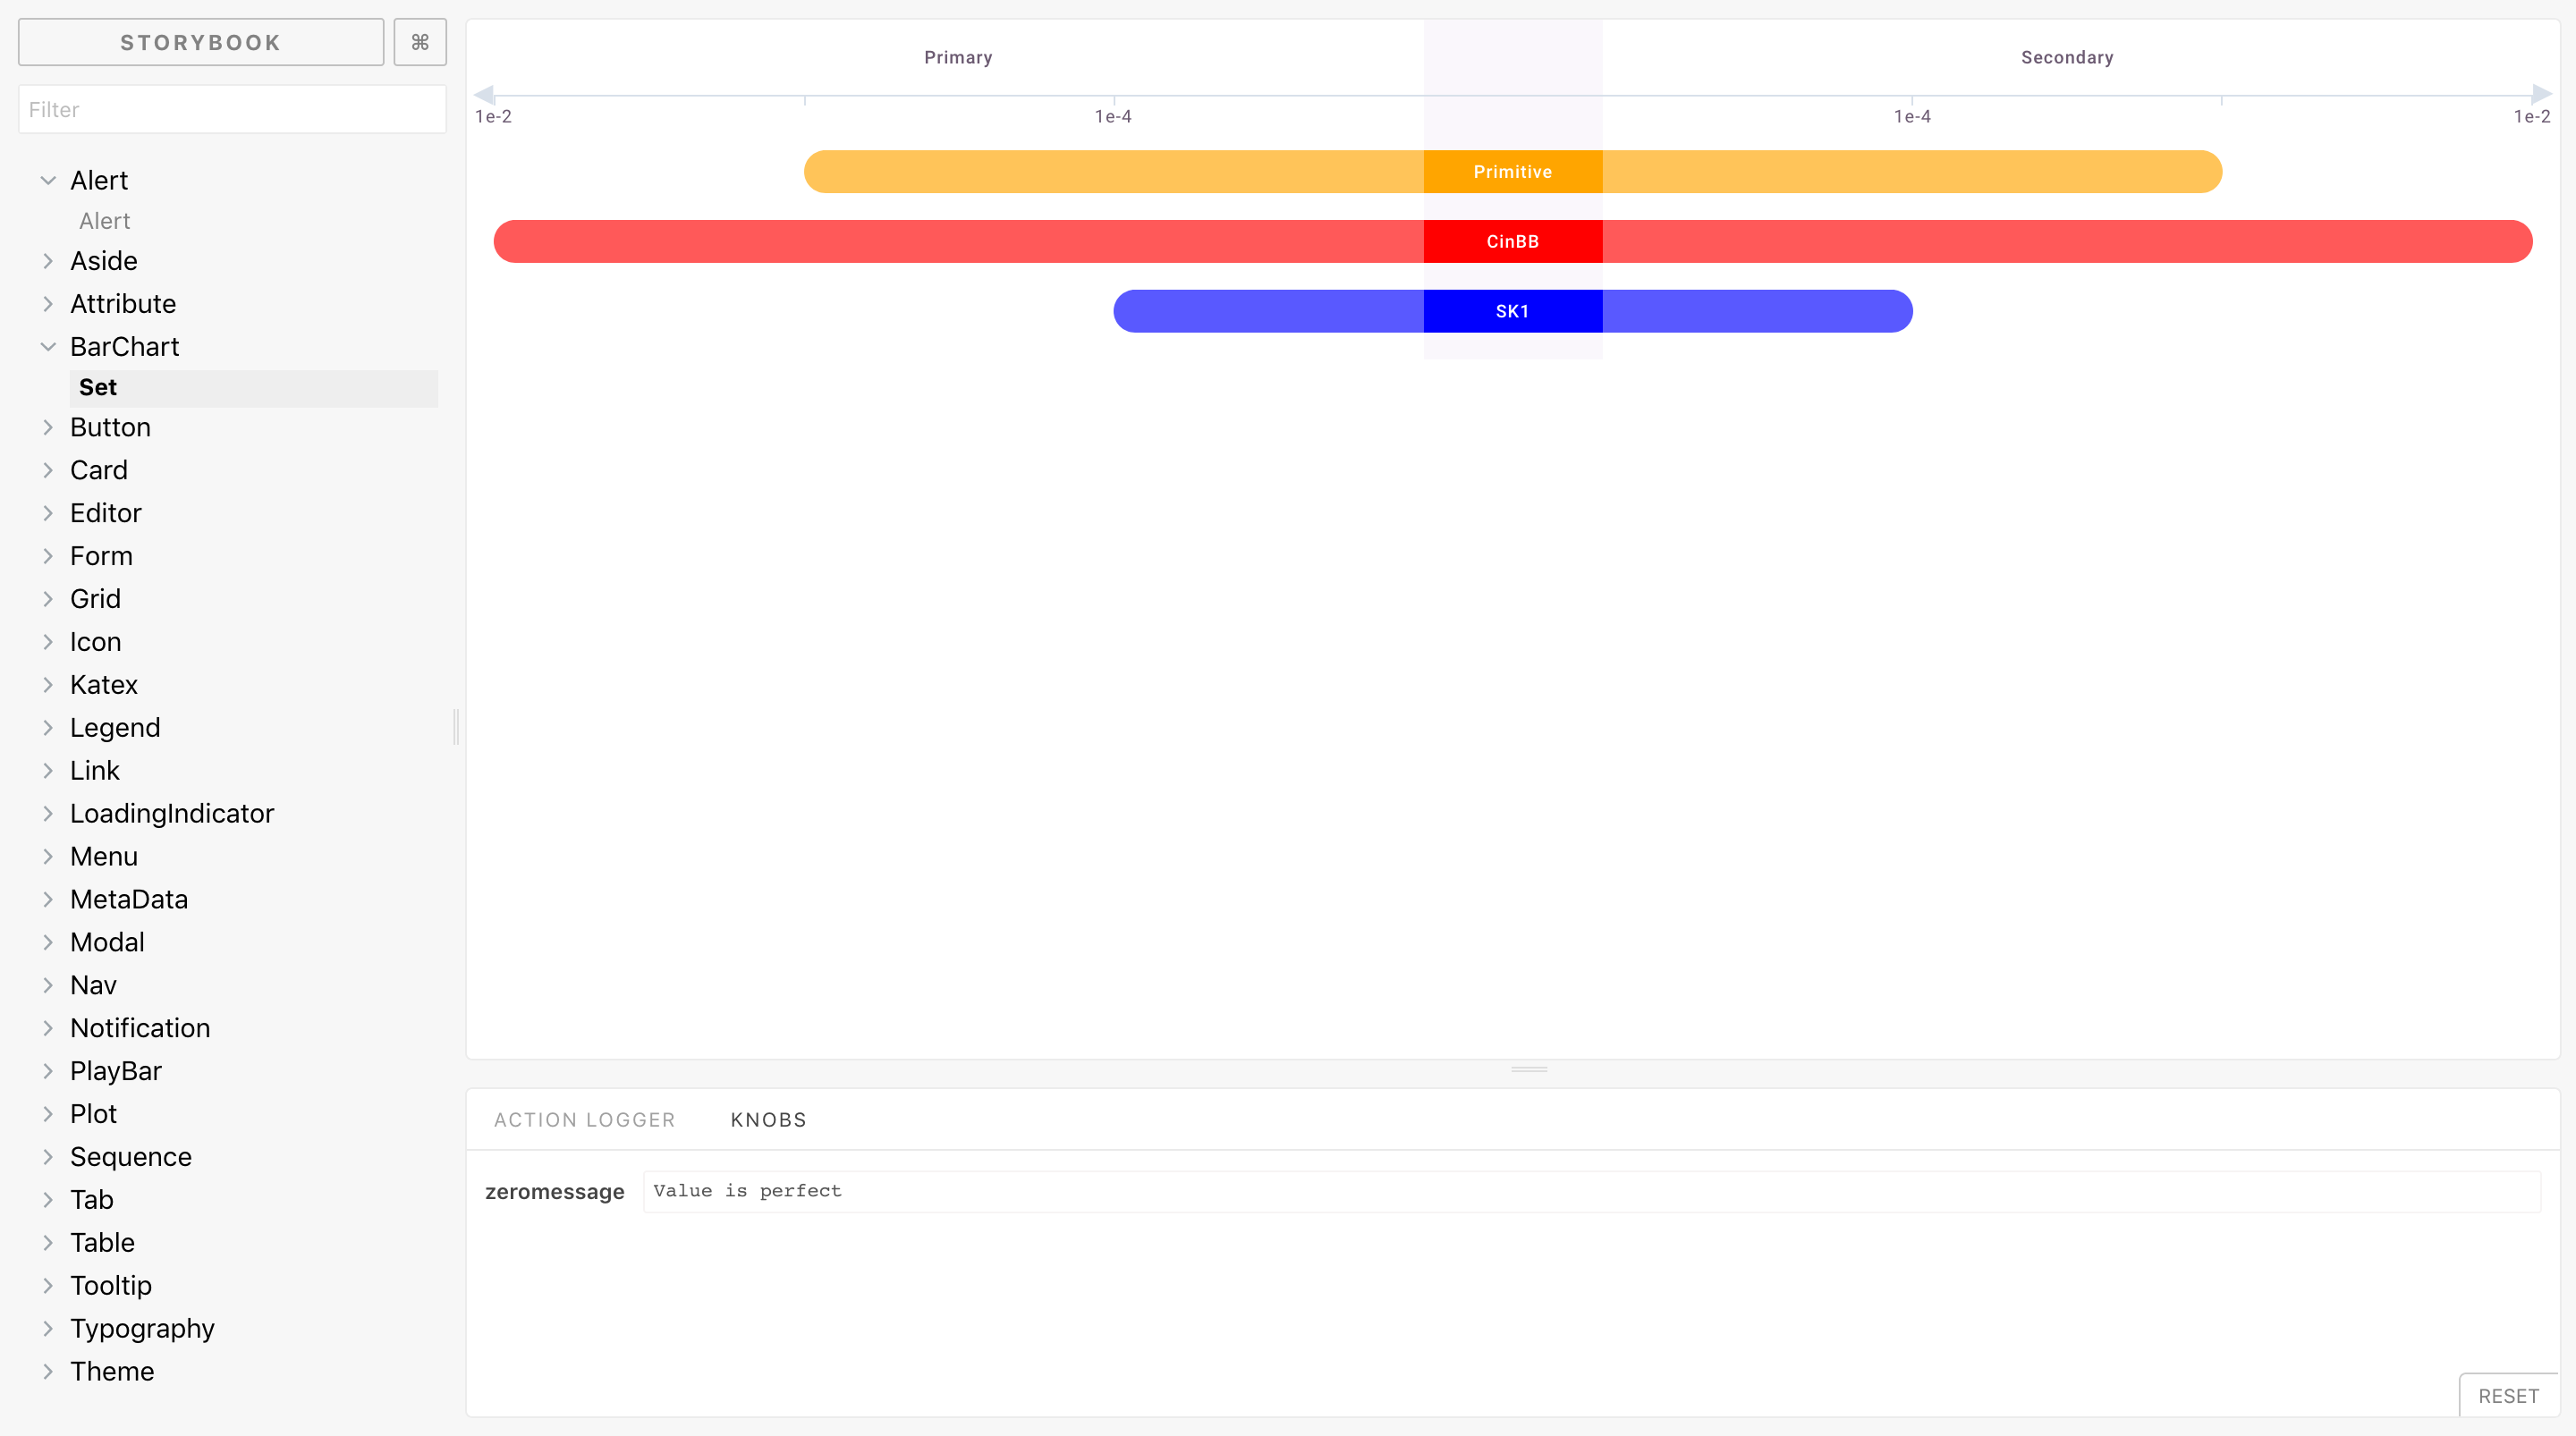 STORYBOOK
⌘
Filter
Alert
Alert
Aside
Attribute
BarChart
Set
Button
Card
Editor
Form
Grid
Icon
Katex
Legend
Link
LoadingIndicator
Menu
MetaData
Modal
Nav
Notification
PlayBar
Plot
Sequence
Tab
Table
Tooltip
Typography
Theme
Primary
Secondary
1e-2 1e-4 1e-4 1e-2
Primitive
CinBB
SK1
ACTION LOGGER KNOBS
zeromessage Value is perfect
RESET